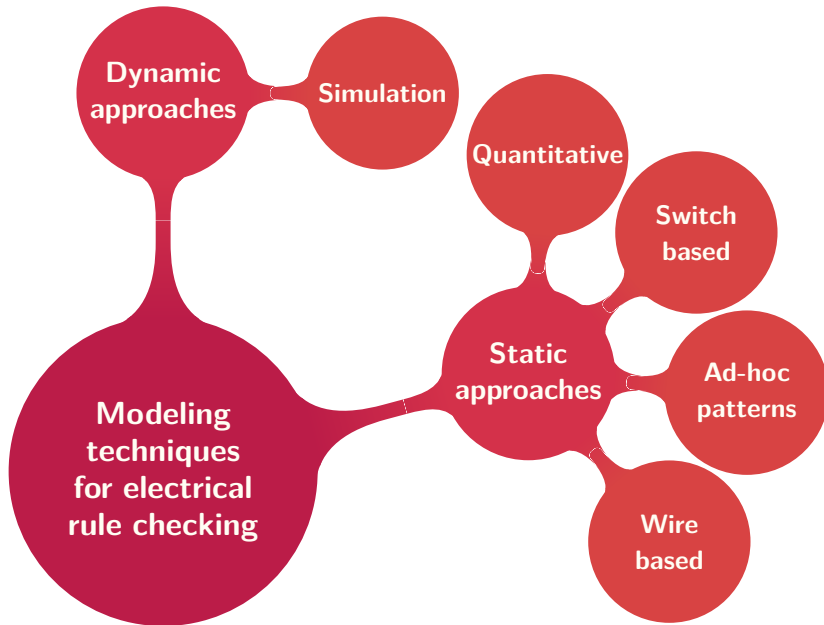 Dynamic
approaches
Simulation
Quantitative
Switch
based
Static
approaches
Ad-hoc
patterns
Modeling
techniques
for electrical
rule checking
Wire
based